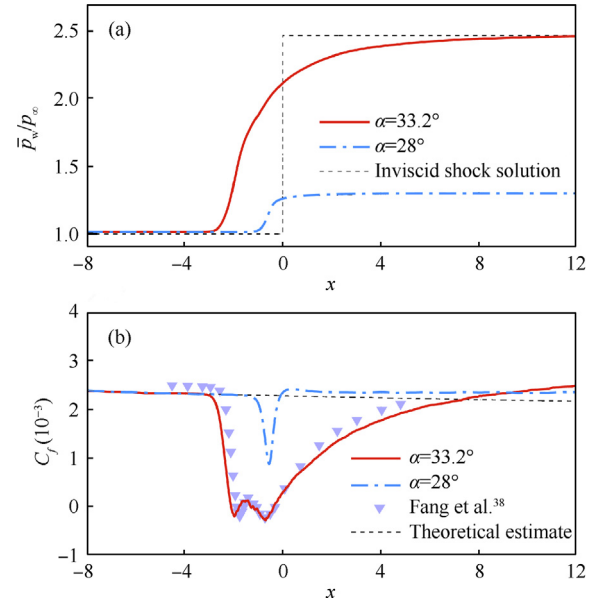 (a)
2.5
2.0
1.5
1.0
p̅w/p∞
α=33.2°
α=28°
Inviscid shock solution
−8 −4 0 4 8 12
x
(b)
4
3
2
1
0
−1
Cf (10⁻³)
α=33.2°
α=28°
Fang et al.³⁸
Theoretical estimate
−8 −4 0 4 8 12
x